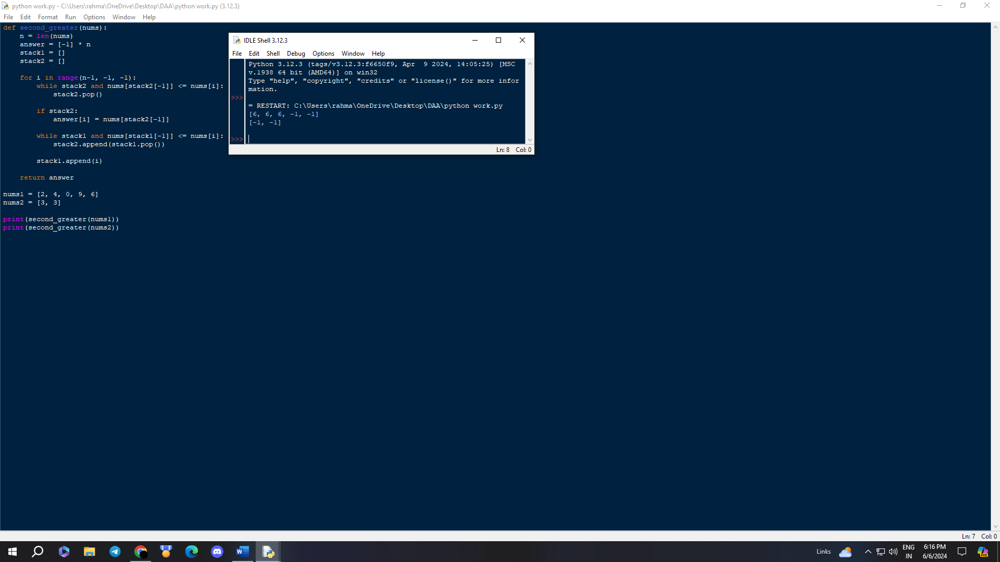 python work.py - C:\Users\rahma\OneDrive\Desktop\DAA\python work.py (3.12.3)
File Edit Format Run Options Window Help
def second_greater(nums):
    n = len(nums)
    answer = [-1] * n
    stack1 = []
    stack2 = []

    for i in range(n-1, -1, -1):
        while stack2 and nums[stack2[-1]] <= nums[i]:
            stack2.pop()

        if stack2:
            answer[i] = nums[stack2[-1]]

        while stack1 and nums[stack1[-1]] <= nums[i]:
            stack2.append(stack1.pop())

        stack1.append(i)

    return answer

nums1 = [2, 4, 0, 9, 6]
nums2 = [3, 3]

print(second_greater(nums1))
print(second_greater(nums2))
IDLE Shell 3.12.3
File Edit Shell Debug Options Window Help
Python 3.12.3 (tags/v3.12.3:f6650f9, Apr  9 2024, 14:05:25) [MSC
v.1938 64 bit (AMD64)] on win32
Type "help", "copyright", "credits" or "license()" for more infor
mation.
>>>
= RESTART: C:\Users\rahma\OneDrive\Desktop\DAA\python work.py
[6, 6, 6, -1, -1]
[-1, -1]
>>>
Ln: 8 Col: 0
Ln: 7 Col: 0
Links
ENG
IN
6:16 PM
6/6/2024
W
PRE